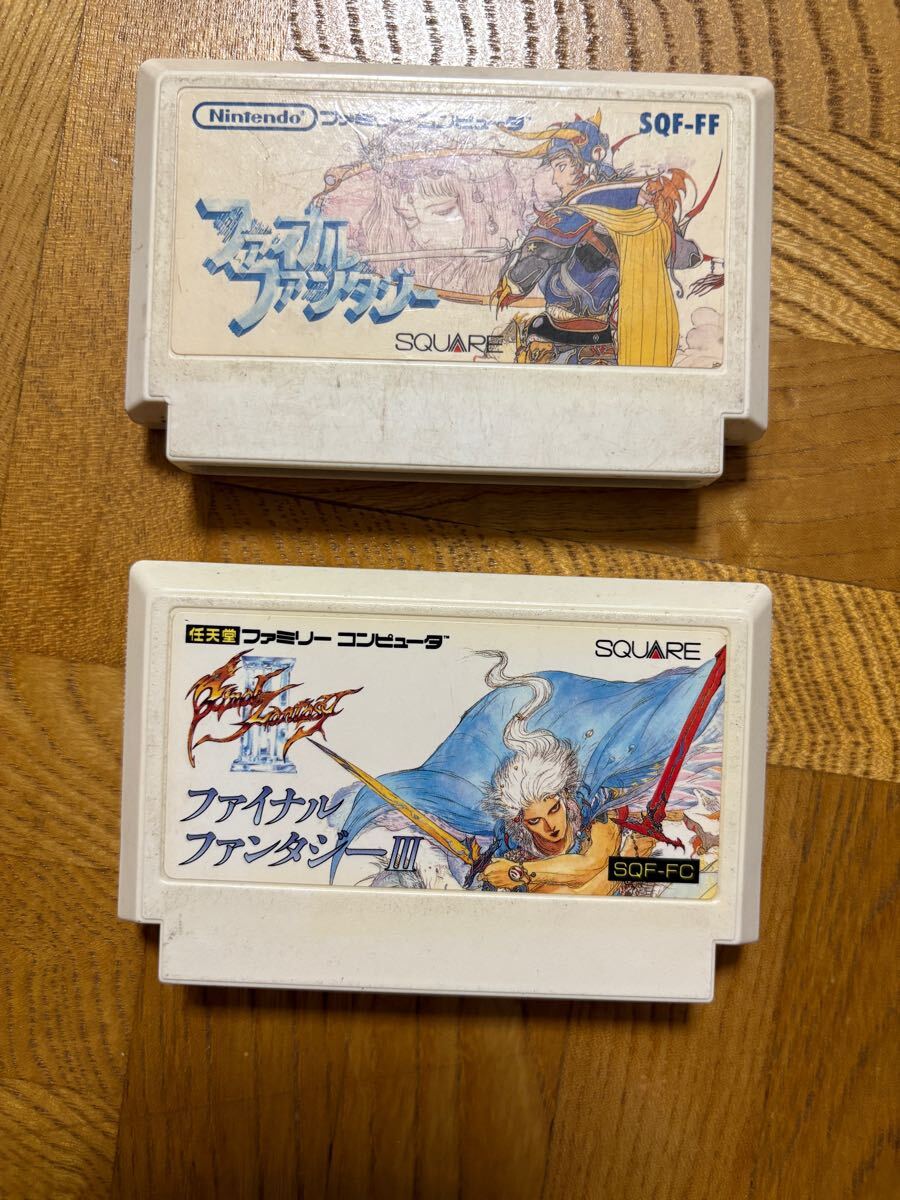 Nintendo ファミリーコンピュータ
SQF-FF
ファイナル
ファンタジー
SQUARE
任天堂 ファミリー コンピュータ™
SQUARE
Final Fantasy
III
ファイナル
ファンタジーIII
SQF-FC